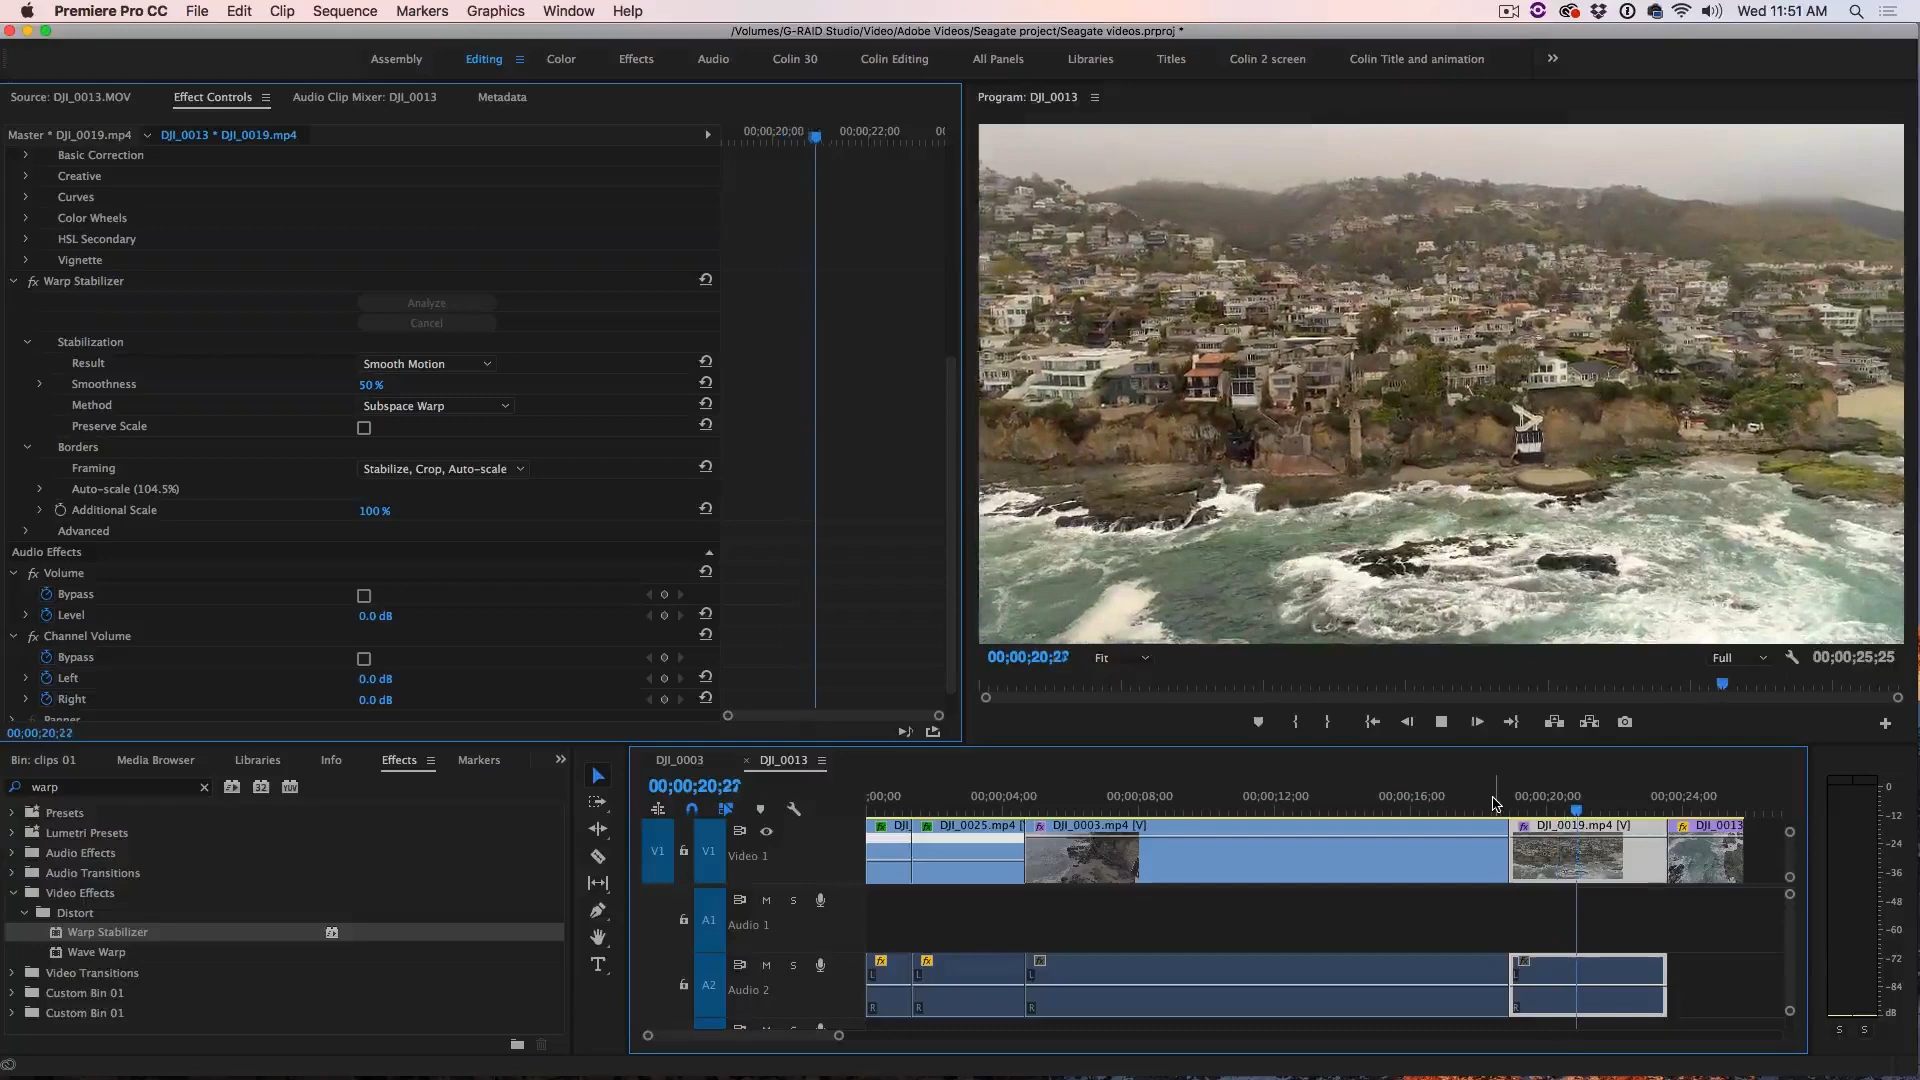 Premiere Pro CC File Edit Clip Sequence Markers Graphics Window Help Wed 11:51 AM
/Volumes/G-RAID Studio/Video/Adobe Videos/Seagate project/Seagate videos.prproj *
Assembly Editing Color Effects Audio Colin 30 Colin Editing All Panels Libraries Titles Colin 2 screen Colin Title and animation
Source: DJI_0013.MOV Effect Controls Audio Clip Mixer: DJI_0013 Metadata
Program: DJI_0013
Master * DJI_0019.mp4 DJI_0013 * DJI_0019.mp4 00;00;20;00 00;00;22;00
Basic Correction
Creative
Curves
Color Wheels
HSL Secondary
Vignette
fx Warp Stabilizer
Analyze
Cancel
Stabilization
Result Smooth Motion
Smoothness 50 %
Method Subspace Warp
Preserve Scale
Borders
Framing Stabilize, Crop, Auto-scale
Auto-scale (104.5%)
Additional Scale 100 %
Advanced
Audio Effects
fx Volume
Bypass
Level 0.0 dB
fx Channel Volume
Bypass
Left 0.0 dB
Right 0.0 dB
Panner
00;00;20;22
Fit Full 00;00;25;25
Bin: clips 01 Media Browser Libraries Info Effects Markers
warp 32 YUV
Presets
Lumetri Presets
Audio Effects
Audio Transitions
Video Effects
Distort
Warp Stabilizer
Wave Warp
Video Transitions
Custom Bin 01
Custom Bin 01
DJI_0003 × DJI_0013
;00;00 00;00;04;00 00;00;08;00 00;00;12;00 00;00;16;00 00;00;20;00 00;00;24;00
fx DJI_ fx DJI_0025.mp4 fx DJI_0003.mp4 [V] fx DJI_0019.mp4 [V] fx DJI_0013
V1 V1 Video 1
M S
A1 Audio 1
M S
A2 Audio 2
fx fx fx fx
L L L L
R R R R
0
-12
-24
-36
-48
-60
-72
-84
dB
S S